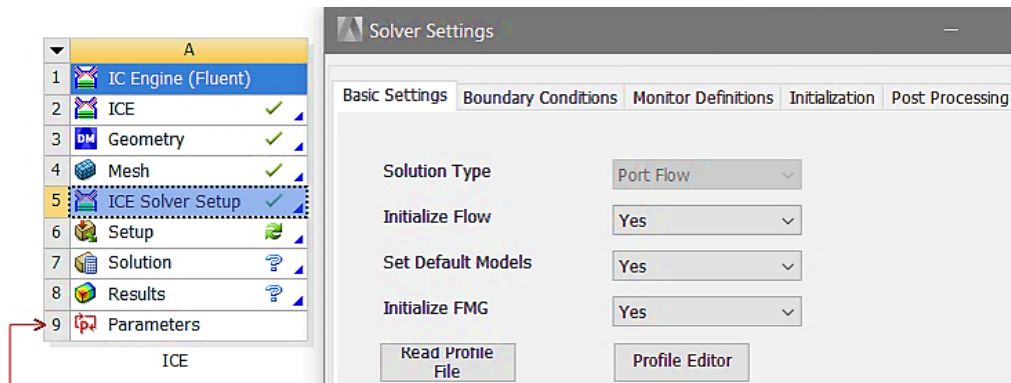 A
1 IC Engine (Fluent)
2 ICE
3 DM Geometry
4 Mesh
5 ICE Solver Setup
6 Setup
7 Solution ?
8 Results ?
9 Parameters
ICE
Solver Settings
Basic Settings Boundary Conditions Monitor Definitions Initialization Post Processing
Solution Type Port Flow
Initialize Flow Yes
Set Default Models Yes
Initialize FMG Yes
Read Profile
File
Profile Editor